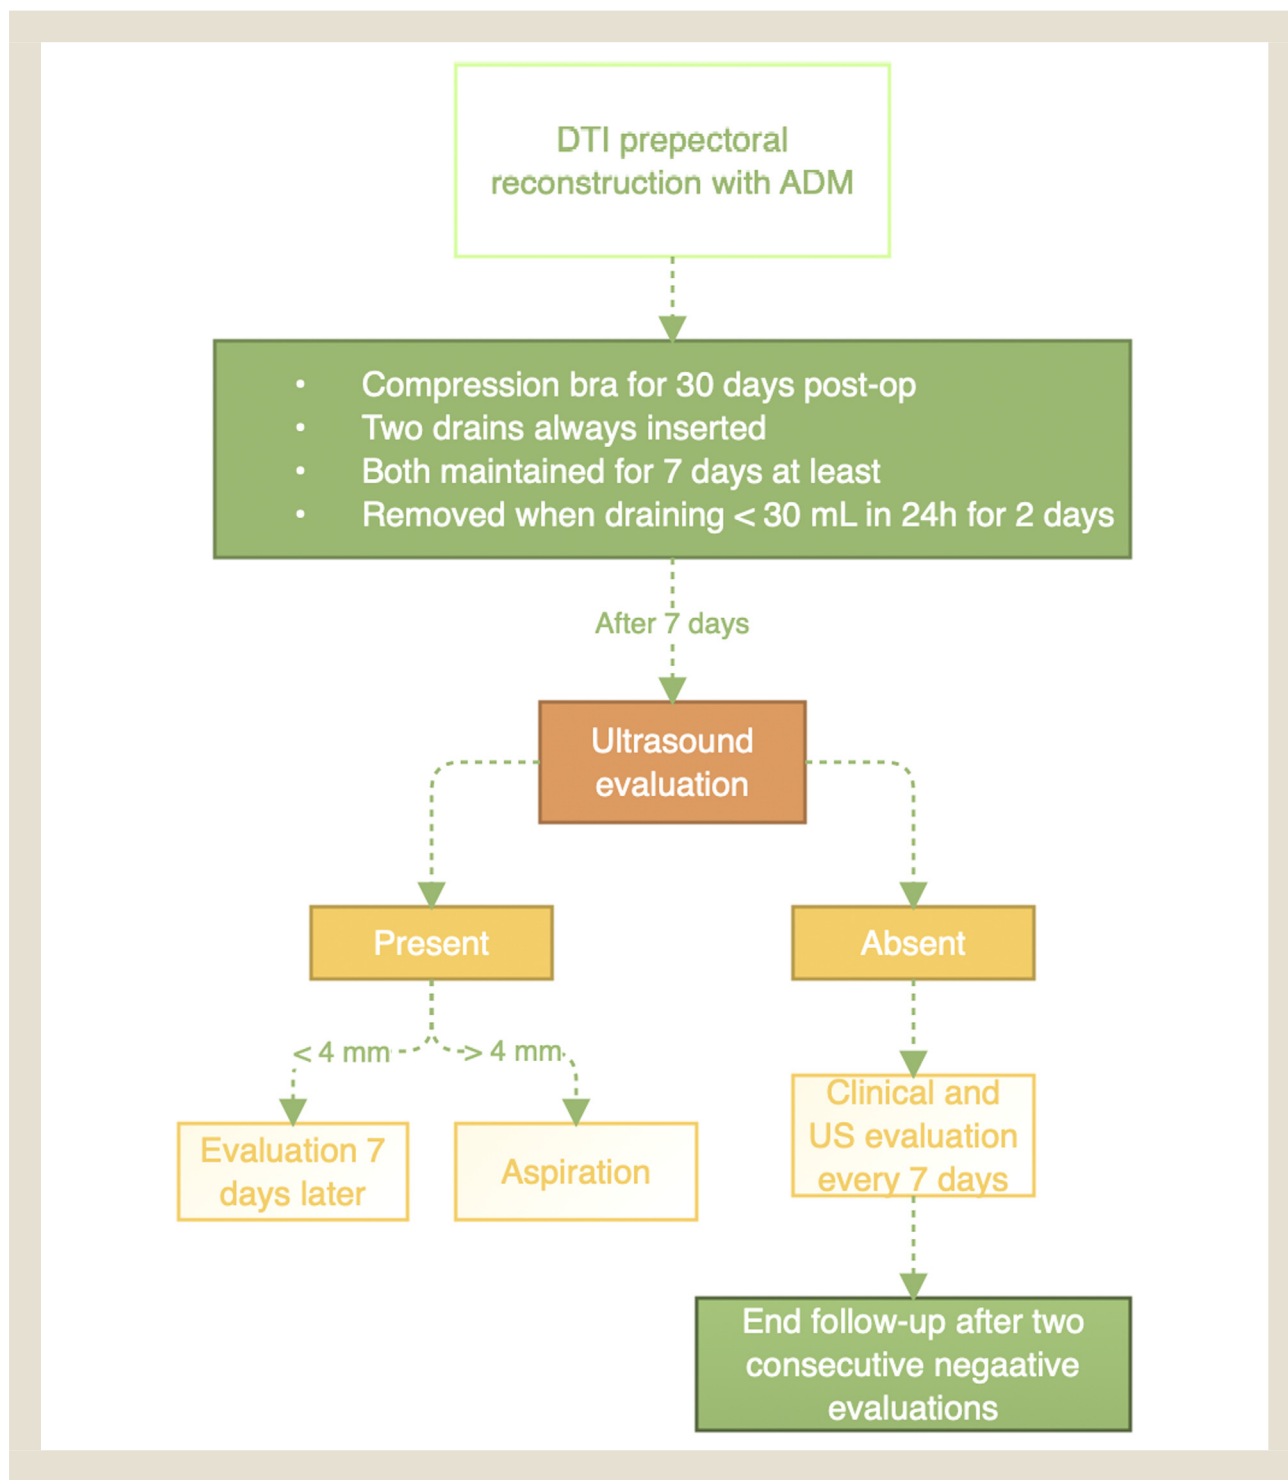 DTI prepectoral
reconstruction with ADM
• Compression bra for 30 days post-op
• Two drains always inserted
• Both maintained for 7 days at least
• Removed when draining < 30 mL in 24h for 2 days
After 7 days
Ultrasound
evaluation
Present
Absent
< 4 mm
> 4 mm
Evaluation 7
days later
Aspiration
Clinical and
US evaluation
every 7 days
End follow-up after two
consecutive negaative
evaluations